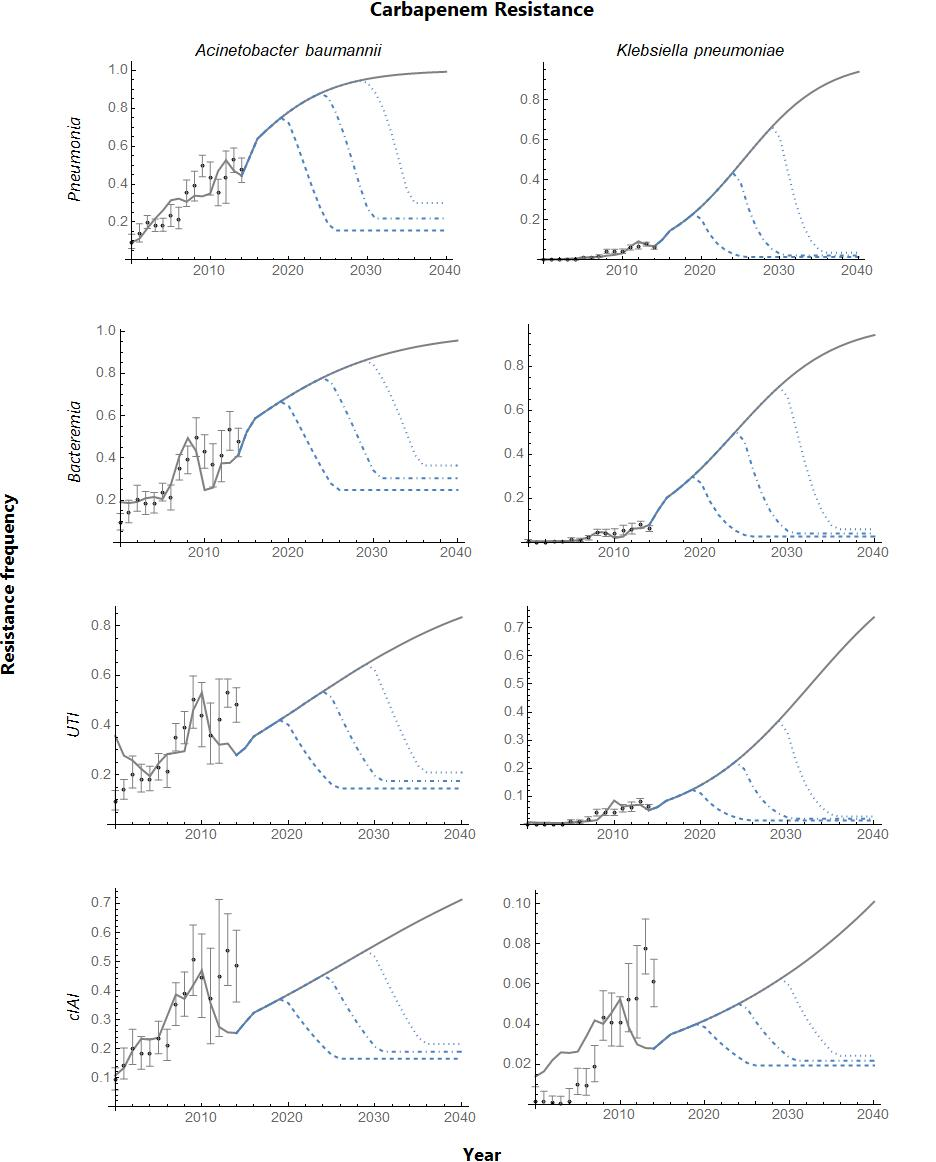 Carbapenem Resistance
Acinetobacter baumannii
Klebsiella pneumoniae
Resistance frequency
Pneumonia
1.0
0.8
0.6
0.4
0.2
2010 2020 2030 2040
0.8
0.6
0.4
0.2
2010 2020 2030 2040
Bacteremia
1.0
0.8
0.6
0.4
0.2
2010 2020 2030 2040
0.8
0.6
0.4
0.2
2010 2020 2030 2040
UTI
0.8
0.6
0.4
0.2
2010 2020 2030 2040
0.7
0.6
0.5
0.4
0.3
0.2
0.1
2010 2020 2030 2040
cIAI
0.7
0.6
0.5
0.4
0.3
0.2
0.1
2010 2020 2030 2040
0.10
0.08
0.06
0.04
0.02
2010 2020 2030 2040
Year